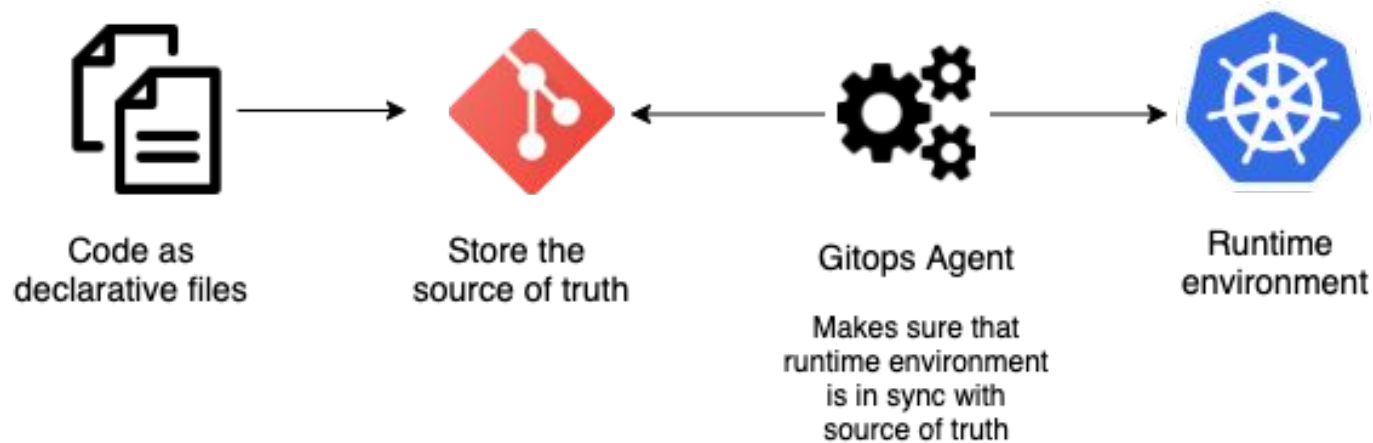 Code as
declarative files
Store the
source of truth
Gitops Agent
Makes sure that
runtime environment
is in sync with
source of truth
Runtime
environment